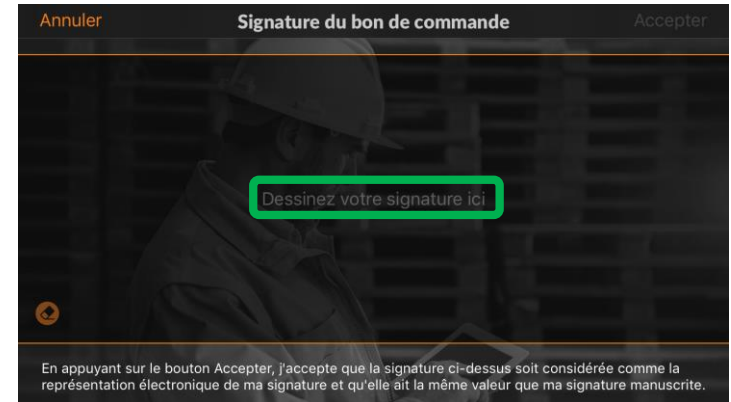 Annuler Signature du bon de commande Accepter
Dessinez votre signature ici
En appuyant sur le bouton Accepter, j'accepte que la signature ci-dessus soit considérée comme la
représentation électronique de ma signature et qu'elle ait la même valeur que ma signature manuscrite.